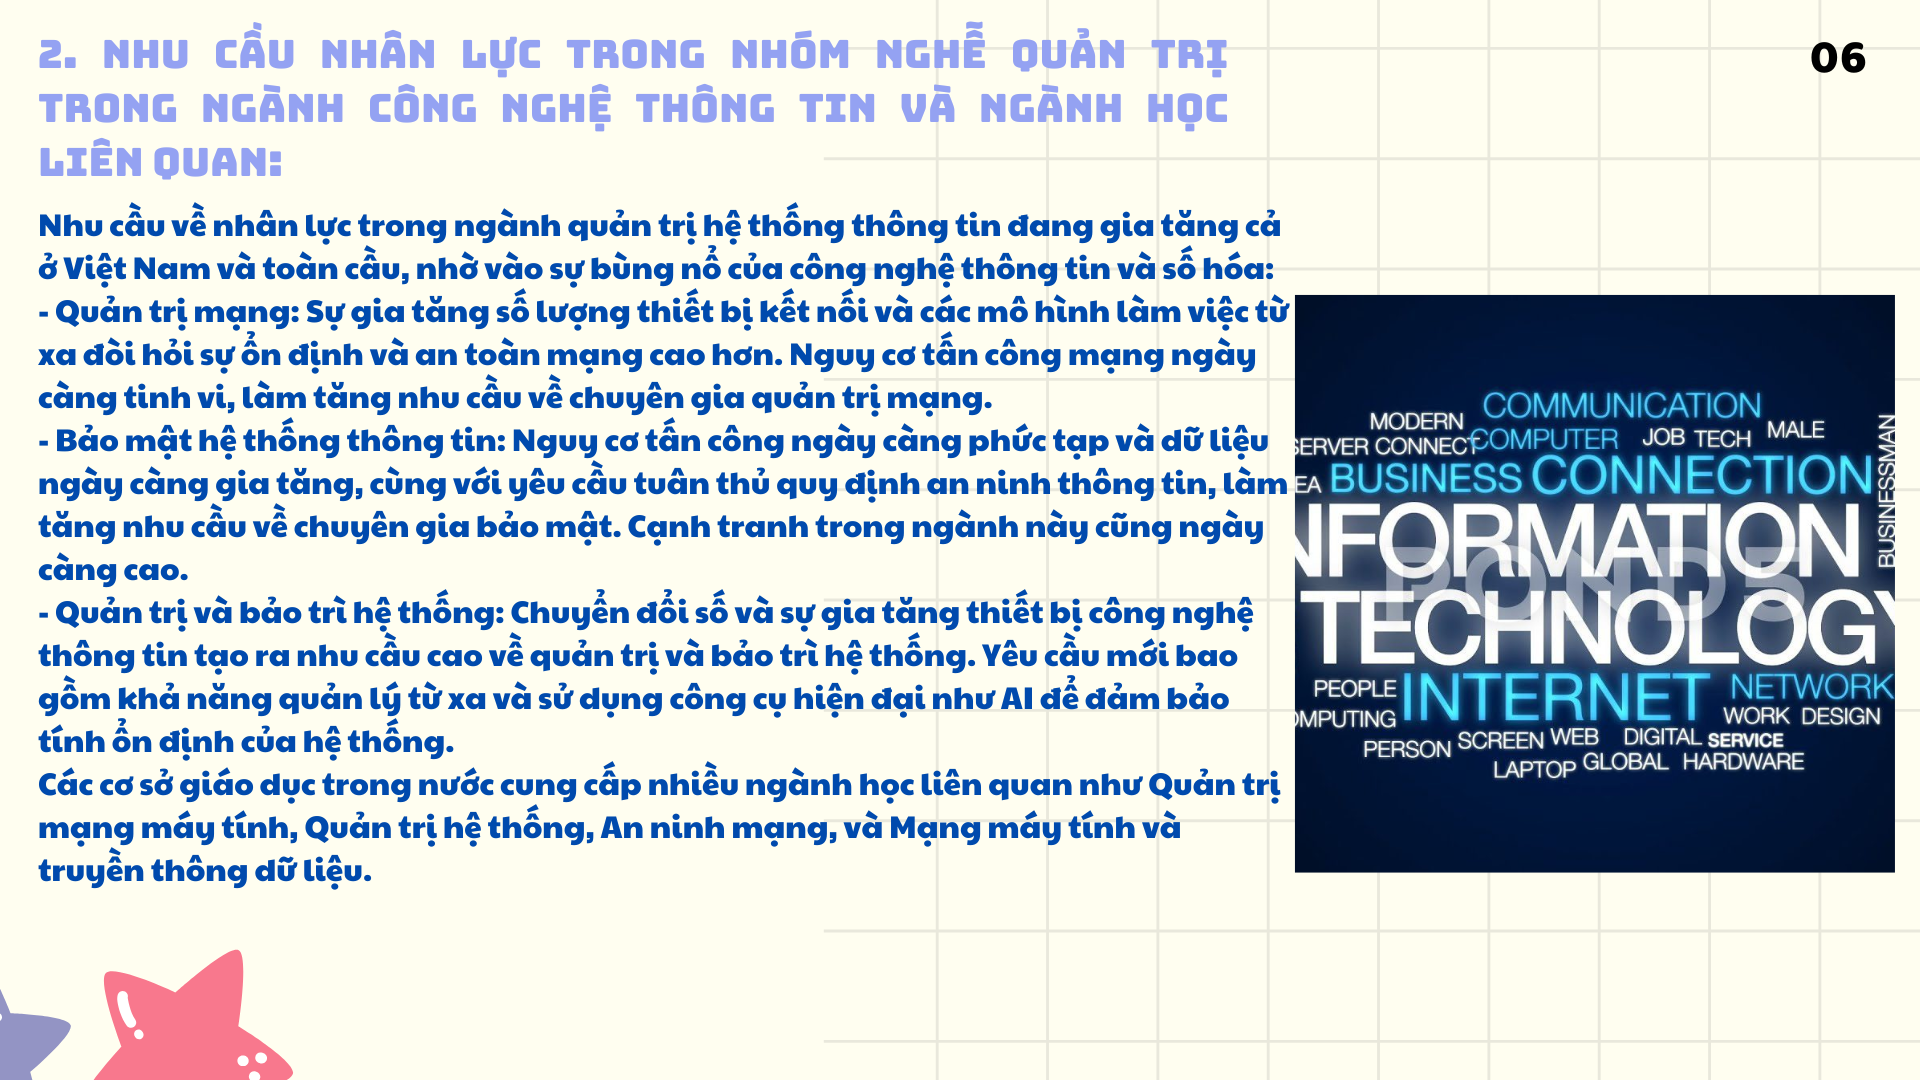 2. NHU CẦU NHÂN LỰC TRONG NHÓM NGHỄ QUẢN TRỊ
TRONG NGÀNH CÔNG NGHỆ THÔNG TIN VÀ NGÀNH HỌC
LIÊN QUAN:
06
Nhu cầu về nhân lực trong ngành quản trị hệ thống thông tin đang gia tăng cả
ở Việt Nam và toàn cầu, nhờ vào sự bùng nổ của công nghệ thông tin và số hóa:
- Quản trị mạng: Sự gia tăng số lượng thiết bị kết nối và các mô hình làm việc từ
xa đòi hỏi sự ổn định và an toàn mạng cao hơn. Nguy cơ tấn công mạng ngày
càng tinh vi, làm tăng nhu cầu về chuyên gia quản trị mạng.
- Bảo mật hệ thống thông tin: Nguy cơ tấn công ngày càng phức tạp và dữ liệu
ngày càng gia tăng, cùng với yêu cầu tuân thủ quy định an ninh thông tin, làm
tăng nhu cầu về chuyên gia bảo mật. Cạnh tranh trong ngành này cũng ngày
càng cao.
- Quản trị và bảo trì hệ thống: Chuyển đổi số và sự gia tăng thiết bị công nghệ
thông tin tạo ra nhu cầu cao về quản trị và bảo trì hệ thống. Yêu cầu mới bao
gồm khả năng quản lý từ xa và sử dụng công cụ hiện đại như AI để đảm bảo
tính ổn định của hệ thống.
Các cơ sở giáo dục trong nước cung cấp nhiều ngành học liên quan như Quản trị
mạng máy tính, Quản trị hệ thống, An ninh mạng, và Mạng máy tính và
truyền thông dữ liệu.
COMMUNICATION
MODERN
SERVER CONNECT COMPUTER JOB TECH MALE
EA BUSINESS CONNECTION
BUSINESSMAN
NFORMATION
POND5
TECHNOLOGY
PEOPLE INTERNET NETWORK
OMPUTING WORK DESIGN
PERSON SCREEN WEB DIGITAL SERVICE
LAPTOP GLOBAL HARDWARE